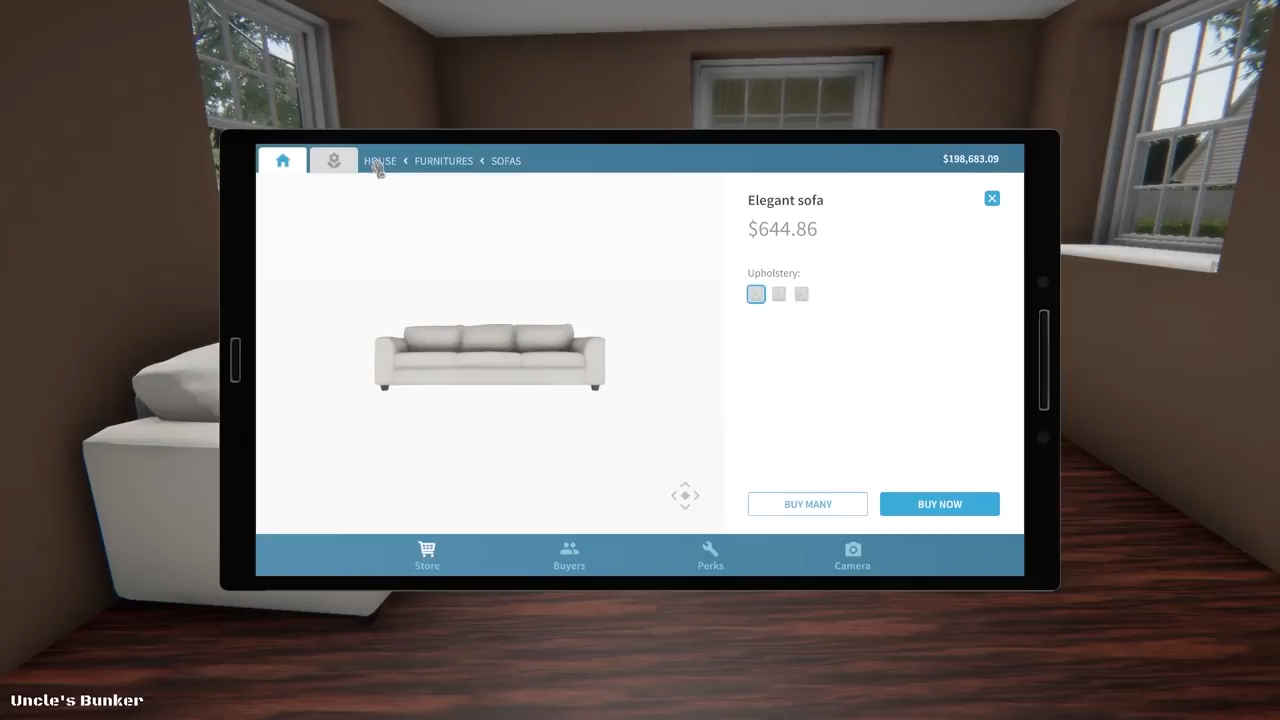 HOUSE < FURNITURES < SOFAS
$198,683.09
Elegant sofa
$644.86
Upholstery:
BUY MANY
BUY NOW
Store
Buyers
Perks
Camera
Uncle's Bunker